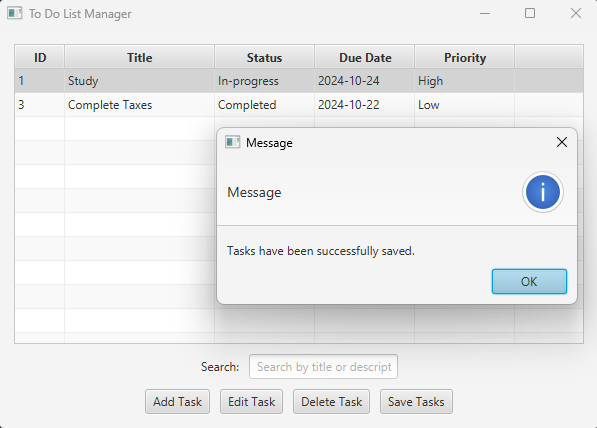 To Do List Manager
ID Title Status Due Date Priority
1 Study In-progress 2024-10-24 High
3 Complete Taxes Completed 2024-10-22 Low
Message
Message
i
Tasks have been successfully saved.
OK
Search: Search by title or descript
Add Task Edit Task Delete Task Save Tasks